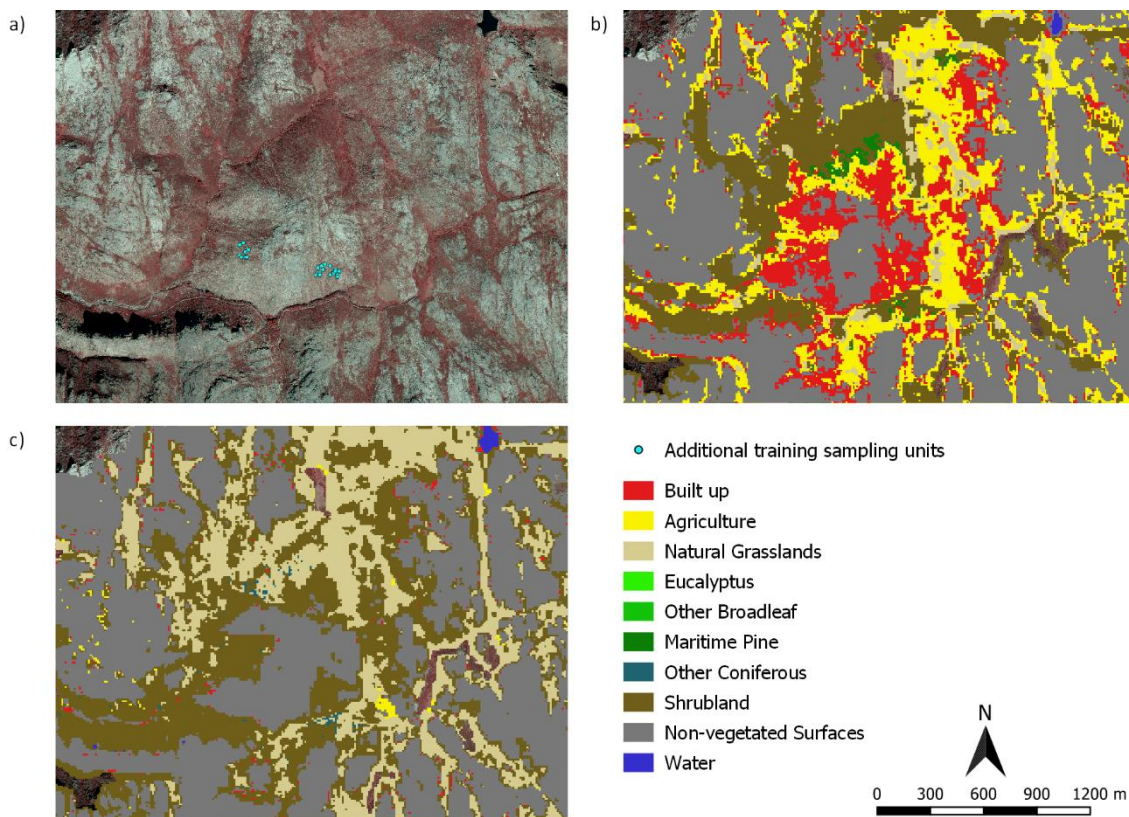 a)
b)
c)
Additional training sampling units
Built up
Agriculture
Natural Grasslands
Eucalyptus
Other Broadleaf
Maritime Pine
Other Coniferous
Shrubland
Non-vegetated Surfaces
Water
N
0 300 600 900 1200 m